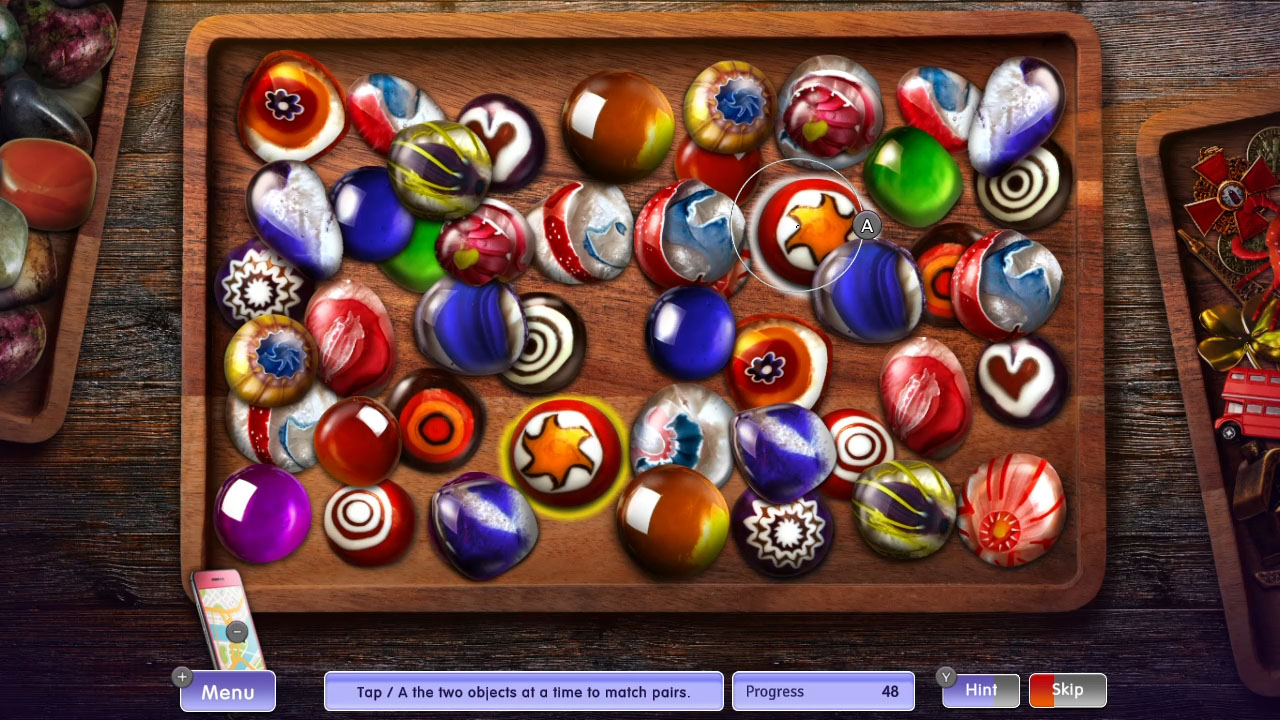 A
+
-
Menu
Tap / A the two objects at a time to match pairs.
Progress 48
Y
Hint
Skip